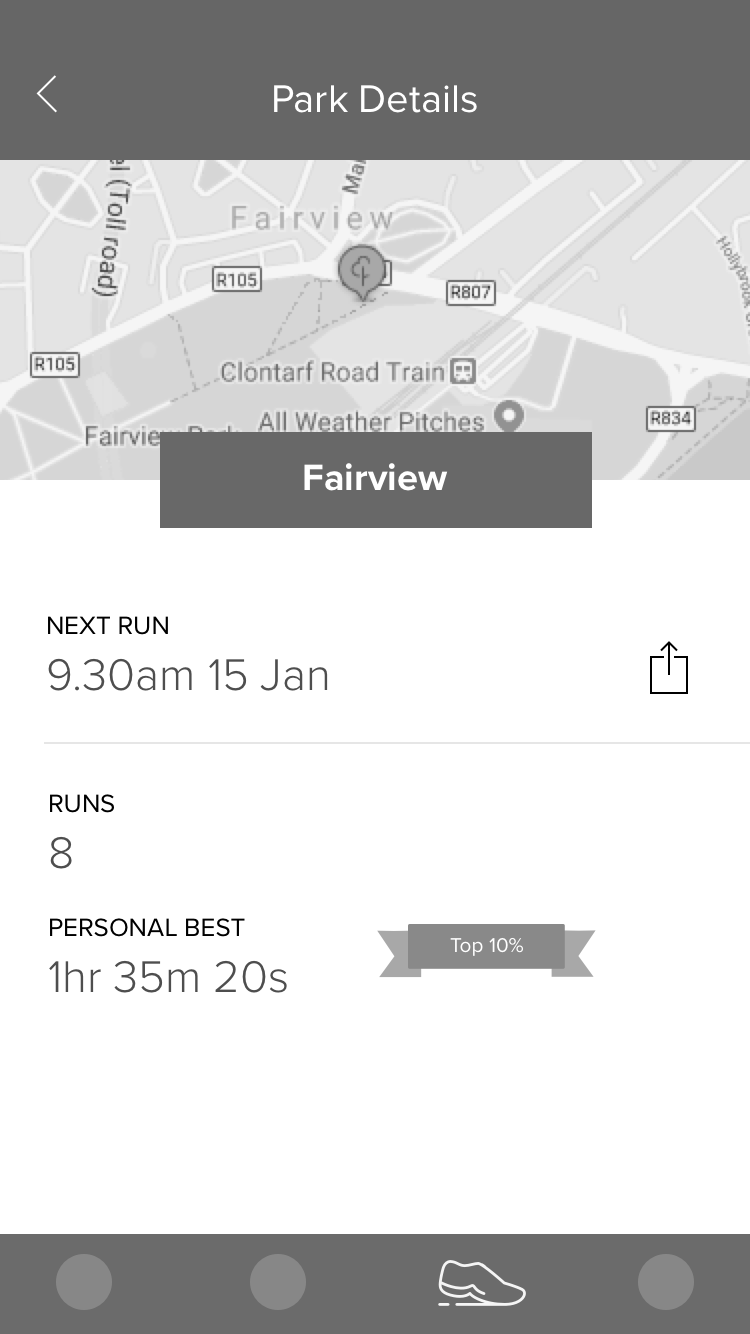 Park Details
(Toll road)
Fairview
R105
R807
Hollybrook
R105
Clontarf Road Train
All Weather Pitches
R834
Fairview Park
Fairview
NEXT RUN
9.30am 15 Jan
RUNS
8
PERSONAL BEST
1hr 35m 20s
Top 10%